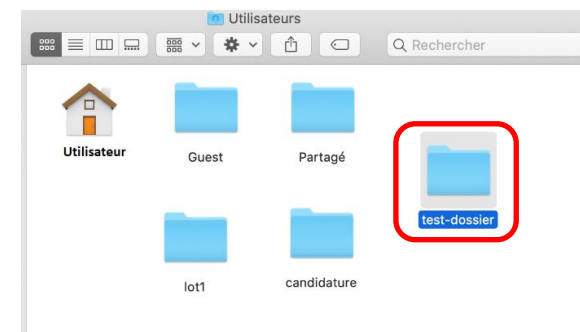 Utilisateurs
Rechercher
Utilisateur
Guest
Partagé
test-dossier
lot1
candidature